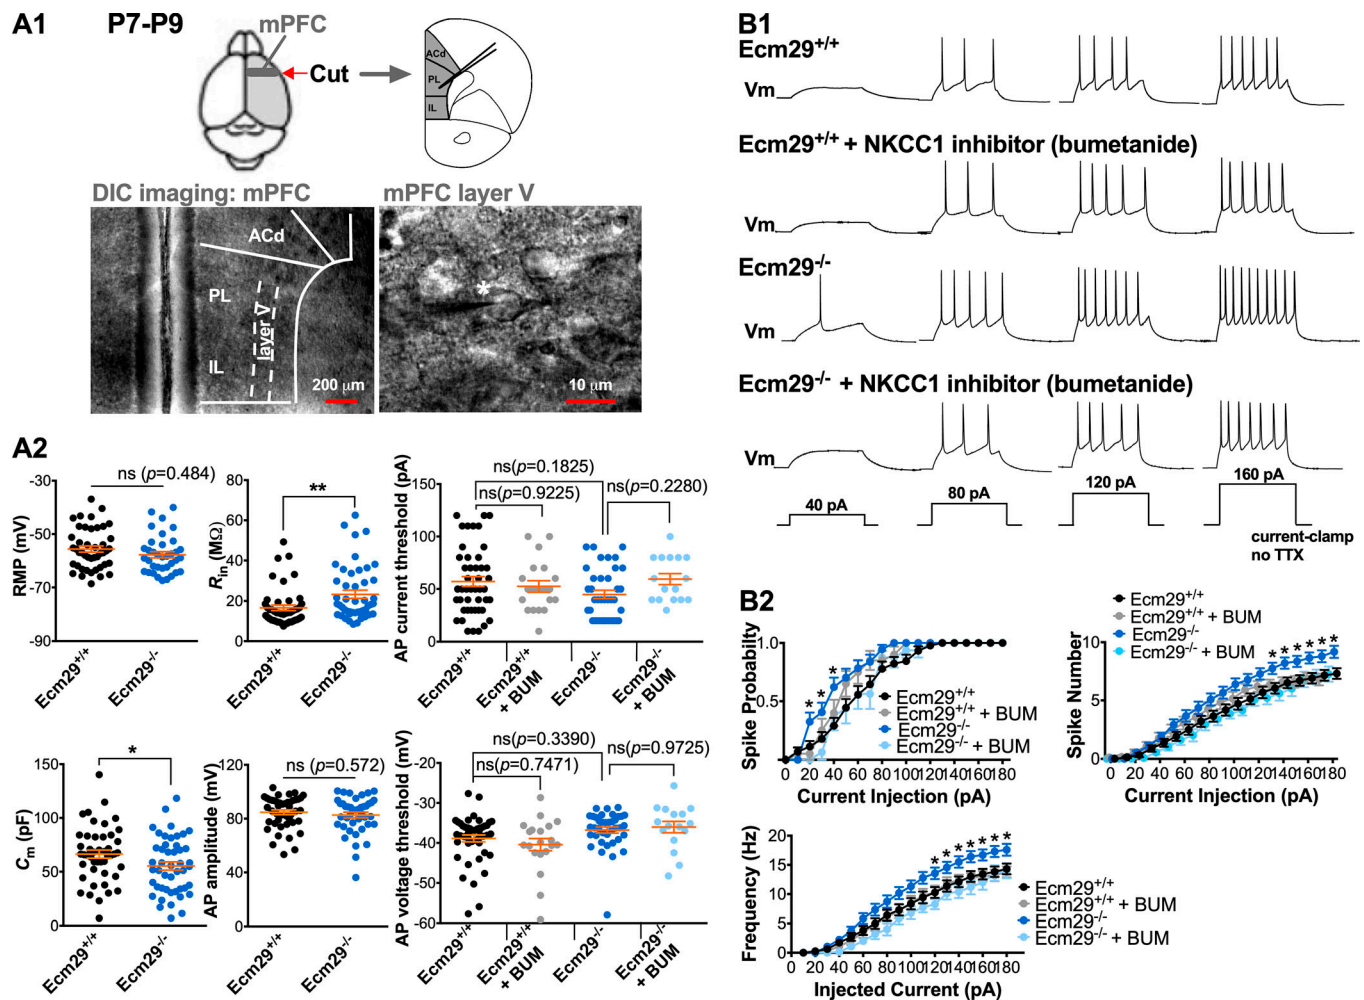 A1
P7-P9
mPFC
Cut
ACd
PL
IL
DIC imaging: mPFC
mPFC layer V
ACd
PL
IL
layer V
200 µm
*
10 µm
A2
ns (p=0.484)
RMP (mV)
-30
-50
-70
-90
Ecm29+/+
Ecm29-/-
**
Rin (MΩ)
80
60
40
20
0
Ecm29+/+
Ecm29-/-
ns(p=0.1825)
ns(p=0.9225)
ns(p=0.2280)
AP current threshold (pA)
150
100
50
0
Ecm29+/+
Ecm29+/+
+ BUM
Ecm29-/-
Ecm29-/-
+ BUM
*
Cm (pF)
150
100
50
0
Ecm29+/+
Ecm29-/-
ns (p=0.572)
AP amplitude (mV)
120
80
40
0
Ecm29+/+
Ecm29-/-
ns(p=0.3390)
ns(p=0.7471)
ns(p=0.9725)
AP voltage threshold (mV)
-20
-30
-40
-50
-60
Ecm29+/+
Ecm29+/+
+ BUM
Ecm29-/-
Ecm29-/-
+ BUM
B1
Ecm29+/+
Vm
Ecm29+/+ + NKCC1 inhibitor (bumetanide)
Vm
Ecm29-/-
Vm
Ecm29-/- + NKCC1 inhibitor (bumetanide)
Vm
40 pA
80 pA
120 pA
160 pA
current-clamp
no TTX
B2
Spike Probability
1.0
0.5
* * *
Ecm29+/+
Ecm29+/+ + BUM
Ecm29-/-
Ecm29-/- + BUM
0 20 40 60 80 100 120 140 160 180
Current Injection (pA)
Ecm29+/+
Ecm29+/+ + BUM
Ecm29-/-
Ecm29-/- + BUM
* * * * * *
Spike Number
10
5
0
0 20 40 60 80 100 120 140 160 180
Current Injection (pA)
Frequency (Hz)
20
15
10
5
0
* * * * * * *
Ecm29+/+
Ecm29+/+ + BUM
Ecm29-/-
Ecm29-/- + BUM
0 20 40 60 80 100 120 140 160 180
Injected Current (pA)